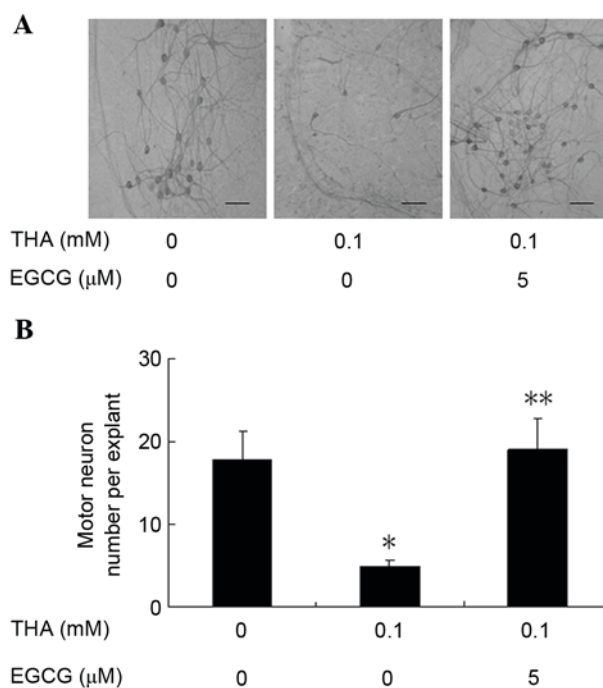 A
THA (mM) 0 0.1 0.1
EGCG (μM) 0 0 5
B
Motor neuron
number per explant
30
20
10
0
*
**
THA (mM) 0 0.1 0.1
EGCG (μM) 0 0 5